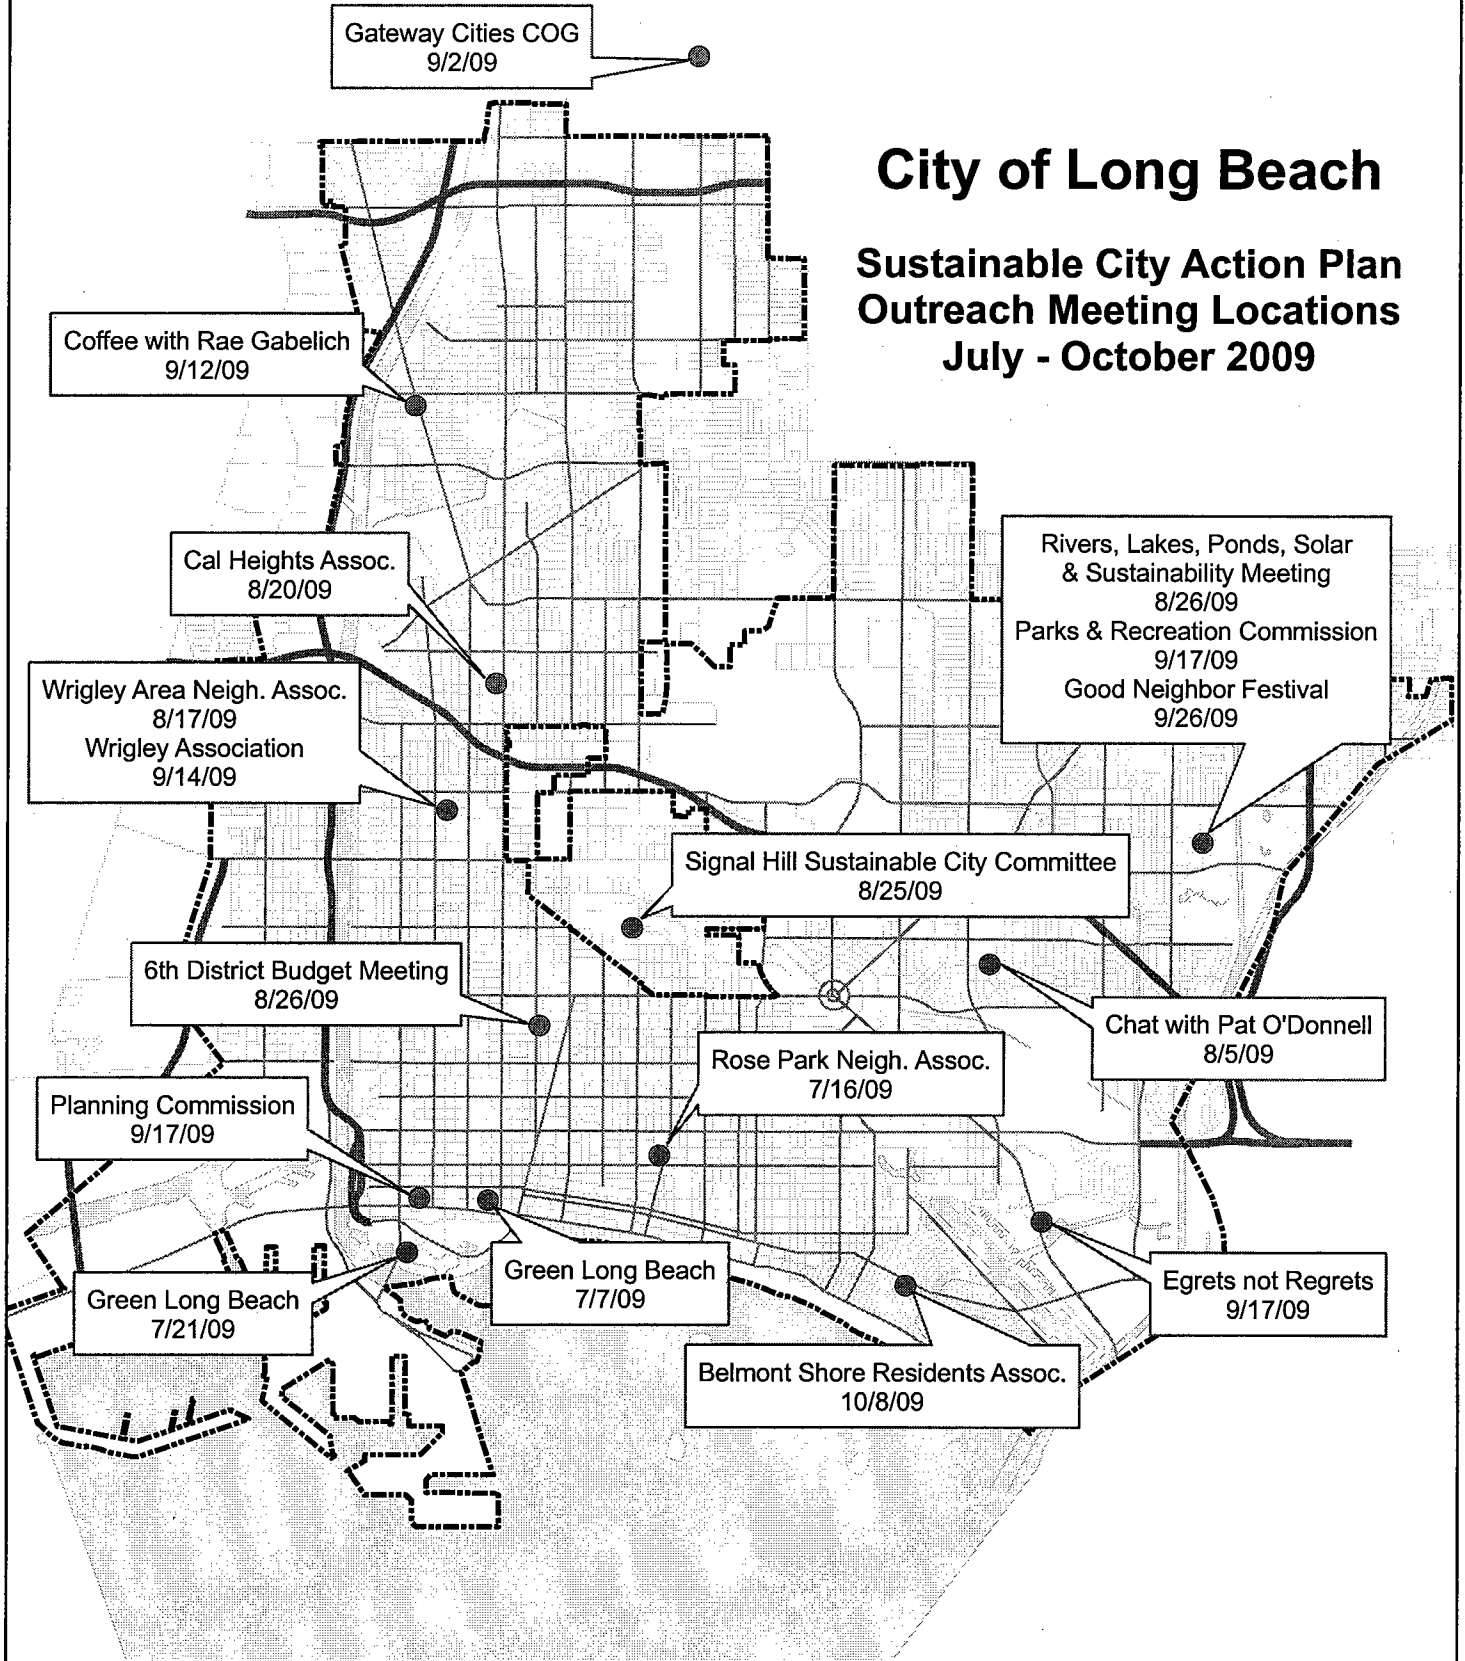 Gateway Cities COG
9/2/09
City of Long Beach
Sustainable City Action Plan
Outreach Meeting Locations
July - October 2009
Coffee with Rae Gabelich
9/12/09
Cal Heights Assoc.
8/20/09
Rivers, Lakes, Ponds, Solar
& Sustainability Meeting
8/26/09
Parks & Recreation Commission
9/17/09
Good Neighbor Festival
9/26/09
Wrigley Area Neigh. Assoc.
8/17/09
Wrigley Association
9/14/09
Signal Hill Sustainable City Committee
8/25/09
6th District Budget Meeting
8/26/09
Chat with Pat O'Donnell
8/5/09
Rose Park Neigh. Assoc.
7/16/09
Planning Commission
9/17/09
Green Long Beach
7/7/09
Egrets not Regrets
9/17/09
Green Long Beach
7/21/09
Belmont Shore Residents Assoc.
10/8/09